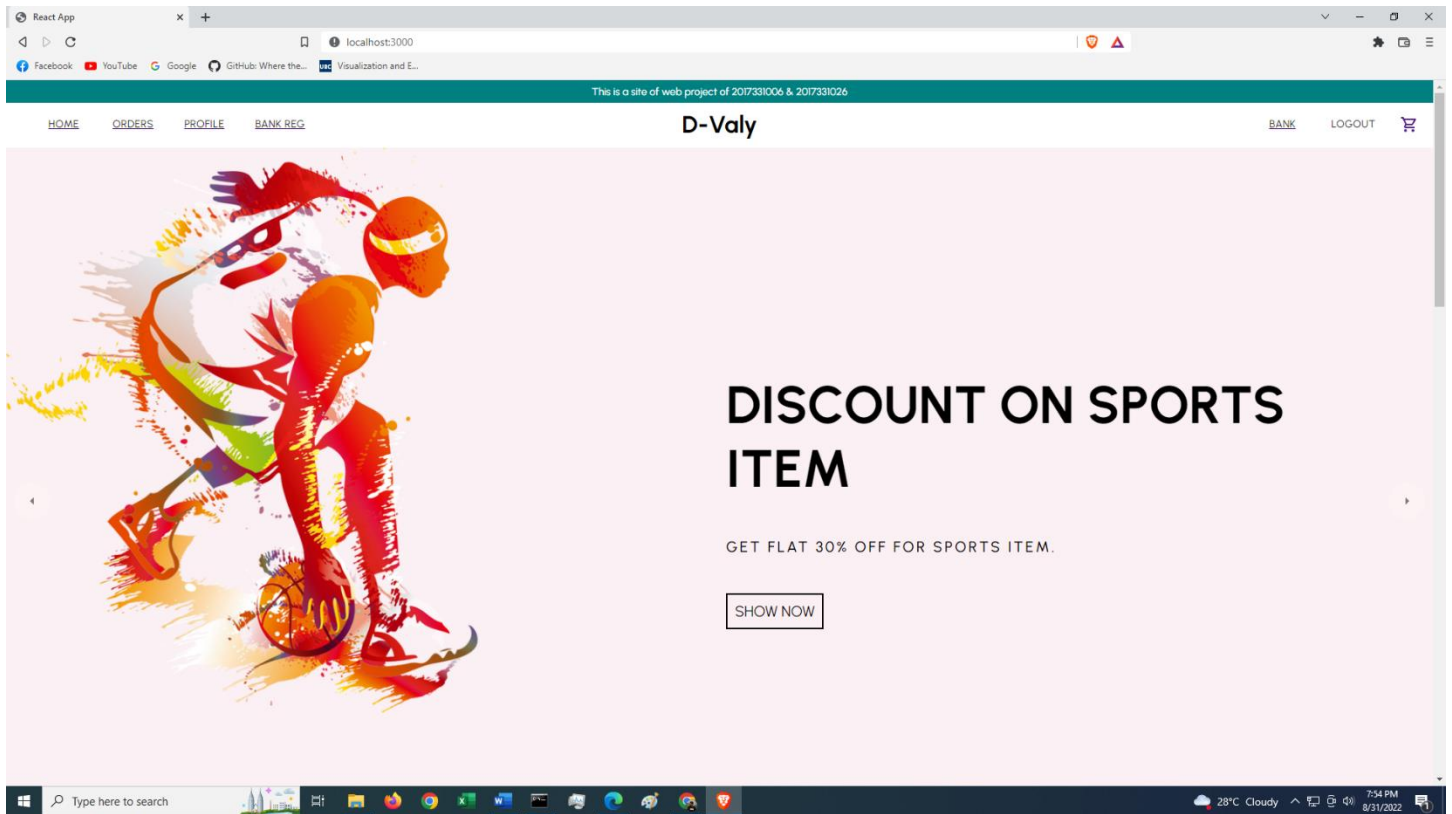 React App
localhost:3000
Facebook YouTube Google GitHub: Where the... UBC Visualization and E...
This is a site of web project of 2017331006 & 2017331026
HOME ORDERS PROFILE BANK REG D-Valy BANK LOGOUT
DISCOUNT ON SPORTS
ITEM
GET FLAT 30% OFF FOR SPORTS ITEM.
SHOW NOW
Type here to search 28°C Cloudy 7:54 PM
8/31/2022